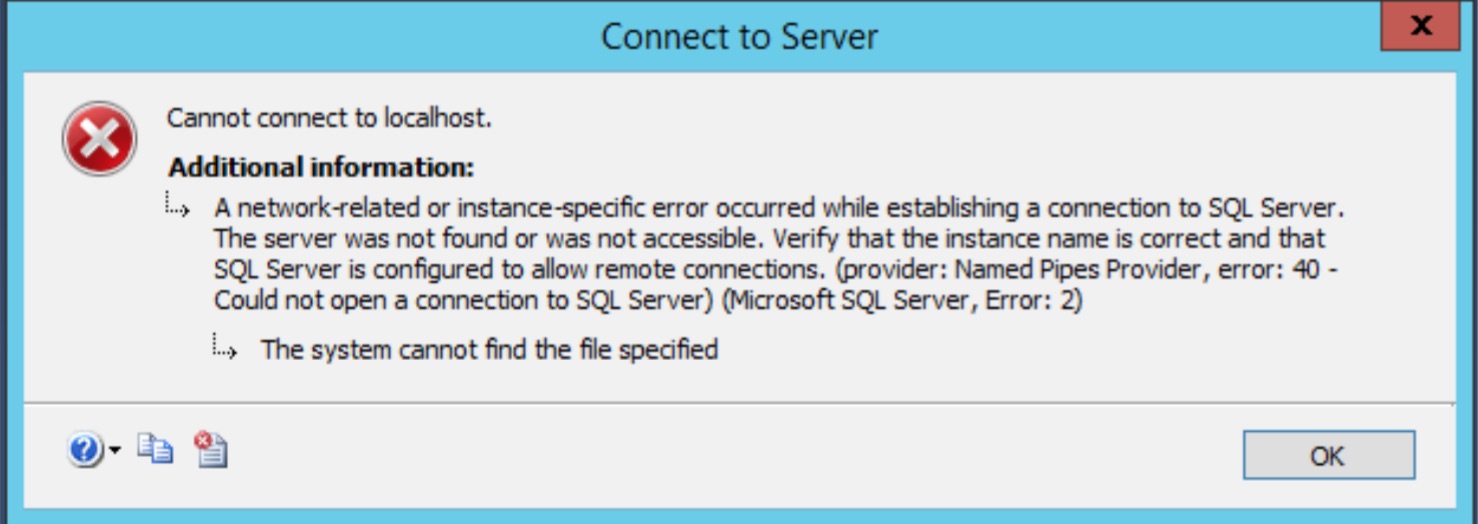 Connect to Server
x
Cannot connect to localhost.
Additional information:
A network-related or instance-specific error occurred while establishing a connection to SQL Server.
The server was not found or was not accessible. Verify that the instance name is correct and that
SQL Server is configured to allow remote connections. (provider: Named Pipes Provider, error: 40 -
Could not open a connection to SQL Server) (Microsoft SQL Server, Error: 2)
The system cannot find the file specified
OK